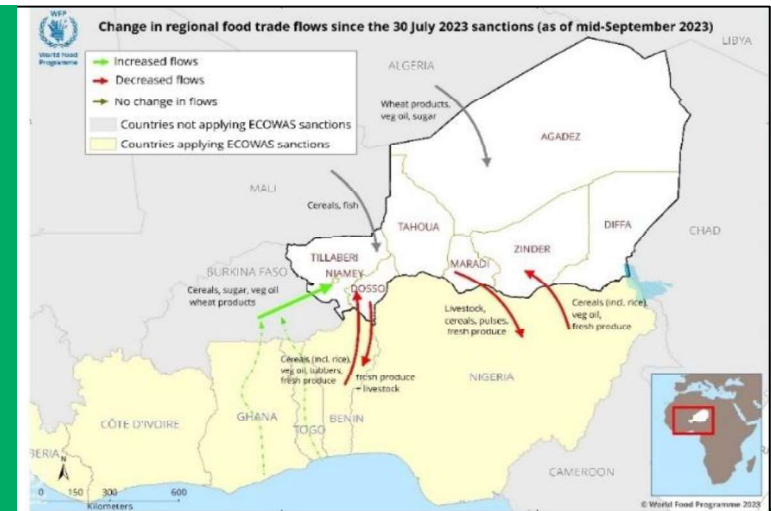 WFP
World Food
Programme
Change in regional food trade flows since the 30 July 2023 sanctions (as of mid-September 2023)
Increased flows
Decreased flows
No change in flows
Countries not applying ECOWAS sanctions
Countries applying ECOWAS sanctions
LIBYA
ALGERIA
Wheat products,
veg oil, sugar
AGADEZ
MALI
Cereals, fish
TAHOUA
DIFFA
CHAD
ZINDER
TILLABERI
MARADI
NIAMEY
BURKINA FASO
DOSSO
Cereals, sugar, veg oil
wheat products
Livestock,
cereals, pulses,
fresh produce
Cereals (incl. rice),
veg oil,
fresh produce
Cereals (incl. rice),
veg oil, tubbers,
fresh produce
fresh produce
+ livestock
NIGERIA
GHANA
BENIN
CÔTE D'IVOIRE
TOGO
BERIA
N
CAMEROON
0 150 300 600
Kilometers
© World Food Programme 2023